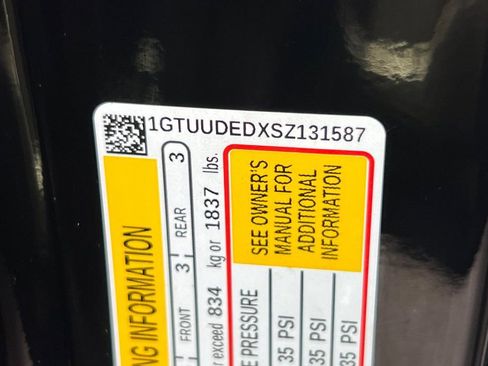 1GTUUDEDXSZ131587
NG INFORMATION
FRONT 3 REAR 3
r exceed 834 kg or 1837 lbs.
SEE OWNER'S
MANUAL FOR
ADDITIONAL
INFORMATION
E PRESSURE
35 PSI
35 PSI
35 PSI